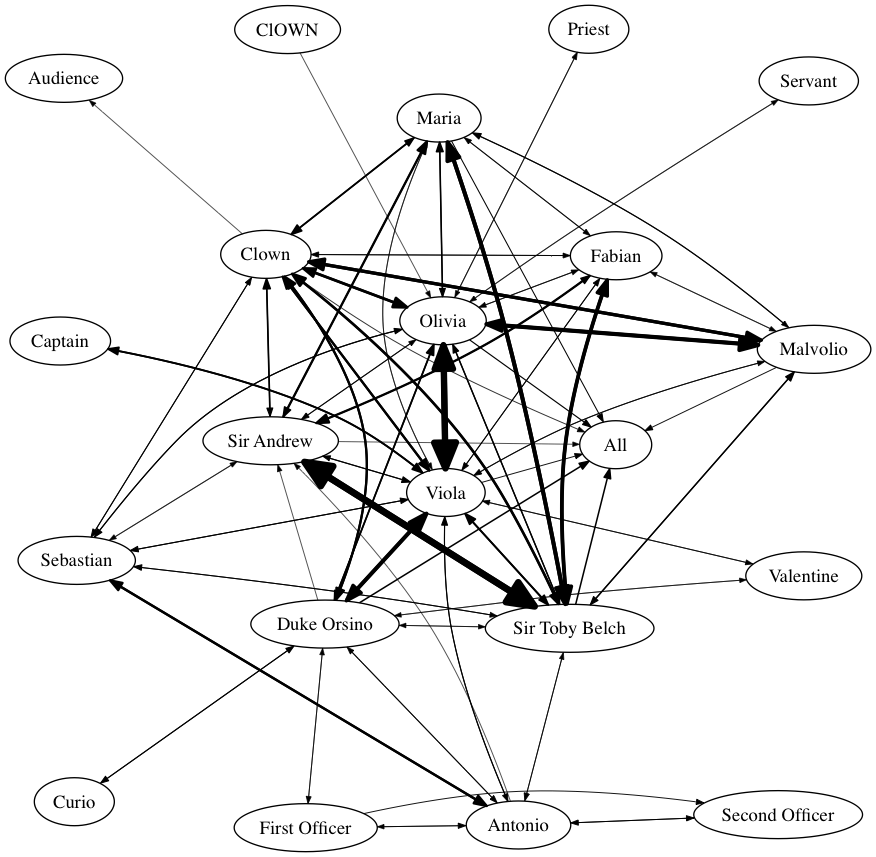 ClOWN
Priest
Audience
Servant
Maria
Clown
Fabian
Olivia
Captain
Malvolio
Sir Andrew
All
Viola
Sebastian
Valentine
Duke Orsino
Sir Toby Belch
Curio
First Officer
Antonio
Second Officer